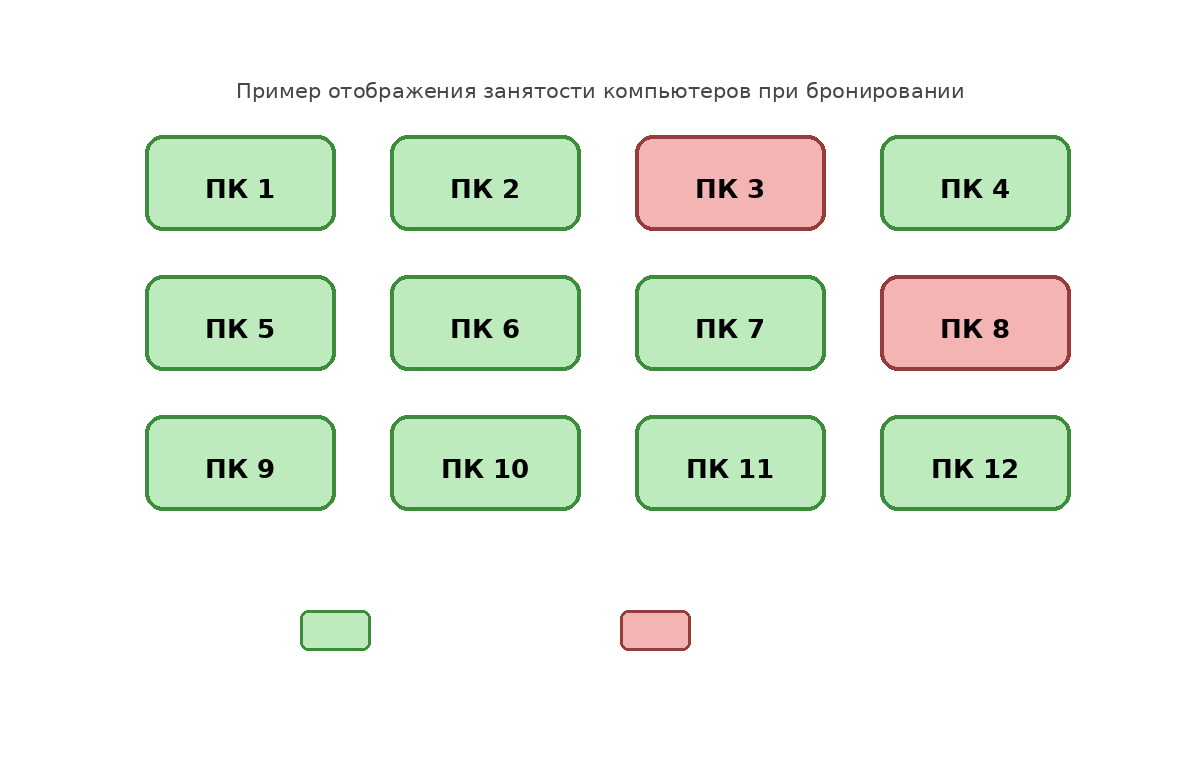 Пример отображения занятости компьютеров при бронировании
ПК 1 ПК 2 ПК 3 ПК 4
ПК 5 ПК 6 ПК 7 ПК 8
ПК 9 ПК 10 ПК 11 ПК 12